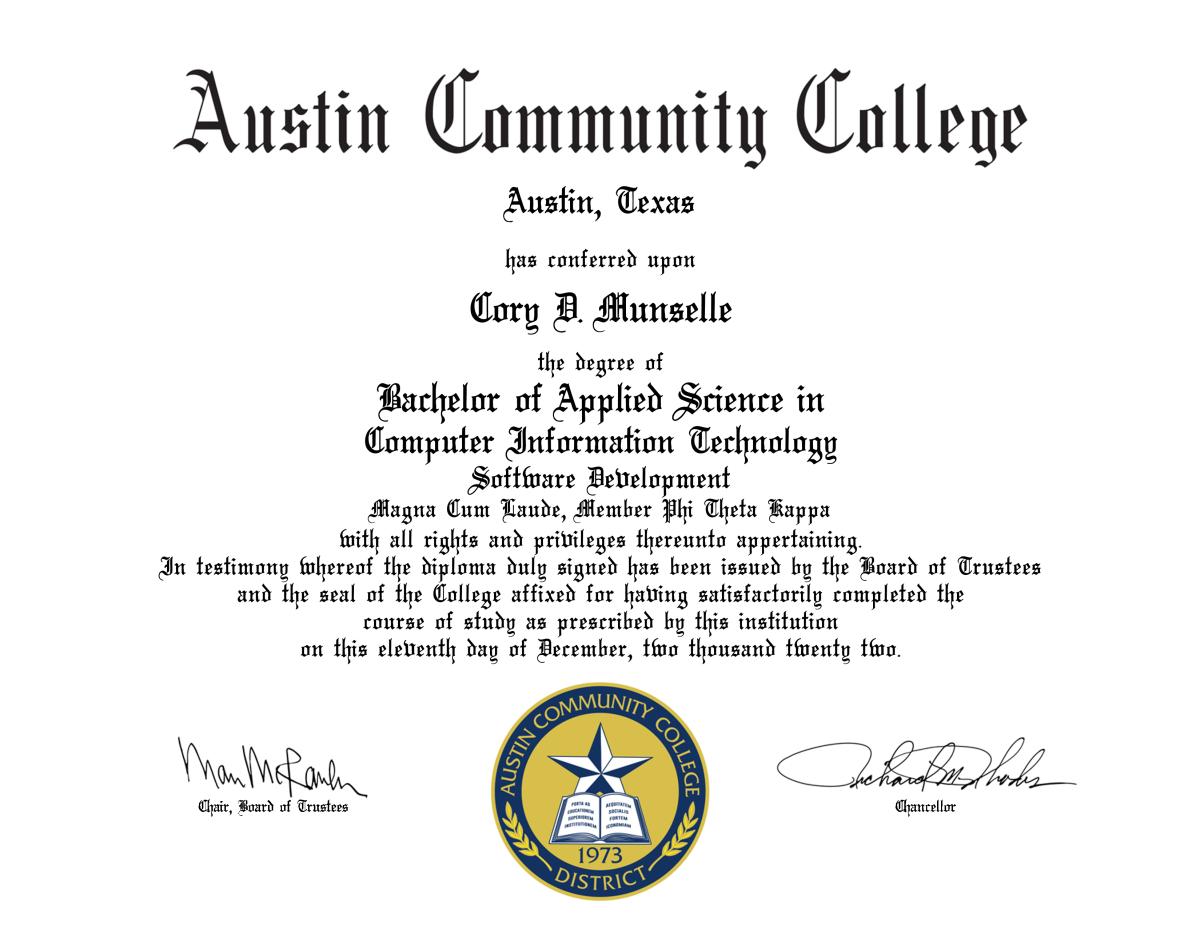 Austin Community College
Austin, Texas
has conferred upon
Cory D. Munselle
the degree of
Bachelor of Applied Science in
Computer Information Technology
Software Development
Magna Cum Laude, Member Phi Theta Kappa
with all rights and privileges thereunto appertaining.
In testimony whereof the diploma duly signed has been issued by the Board of Trustees
and the seal of the College affixed for having satisfactorily completed the
course of study as prescribed by this institution
on this eleventh day of December, two thousand twenty two.
AUSTIN COMMUNITY COLLEGE
PORTA AD
EDUCATIONEM
SUPERIOREM
INSTITUTIONEM
AEQUITATUM
SOCIALIS
FORTEM
ECONOMIAM
1973
DISTRICT
Chair, Board of Trustees
Richard M. Rhodes
Chancellor